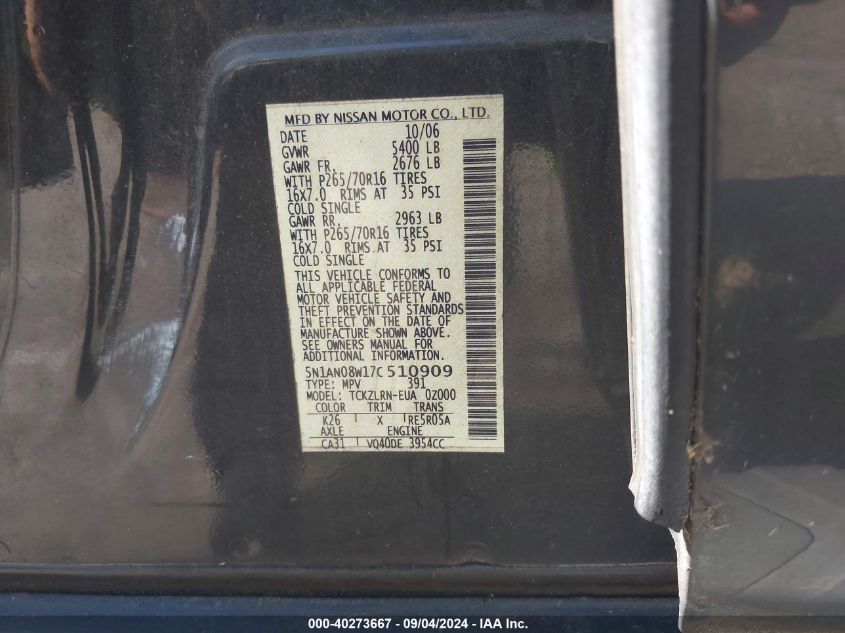 MFD BY NISSAN MOTOR CO., LTD.
DATE 10/06
GVWR 5400 LB
GAWR FR. 2676 LB
WITH P265/70R16 TIRES
16X7.0 RIMS AT 35 PSI
COLD SINGLE
GAWR RR. 2963 LB
WITH P265/70R16 TIRES
16X7.0 RIMS AT 35 PSI
COLD SINGLE
THIS VEHICLE CONFORMS TO
ALL APPLICABLE FEDERAL
MOTOR VEHICLE SAFETY AND
THEFT PREVENTION STANDARDS
IN EFFECT ON THE DATE OF
MANUFACTURE SHOWN ABOVE.
SEE OWNERS MANUAL FOR
ADDITIONAL INFORMATION.
5N1AN08W17C510909
TYPE: MPV 391
MODEL: TCKZLRN-EUA 0Z000
COLOR TRIM TRANS
K26 X RE5R05A
AXLE ENGINE
CA31 VQ40DE 3954CC
000-40273667 - 09/04/2024 - IAA Inc.